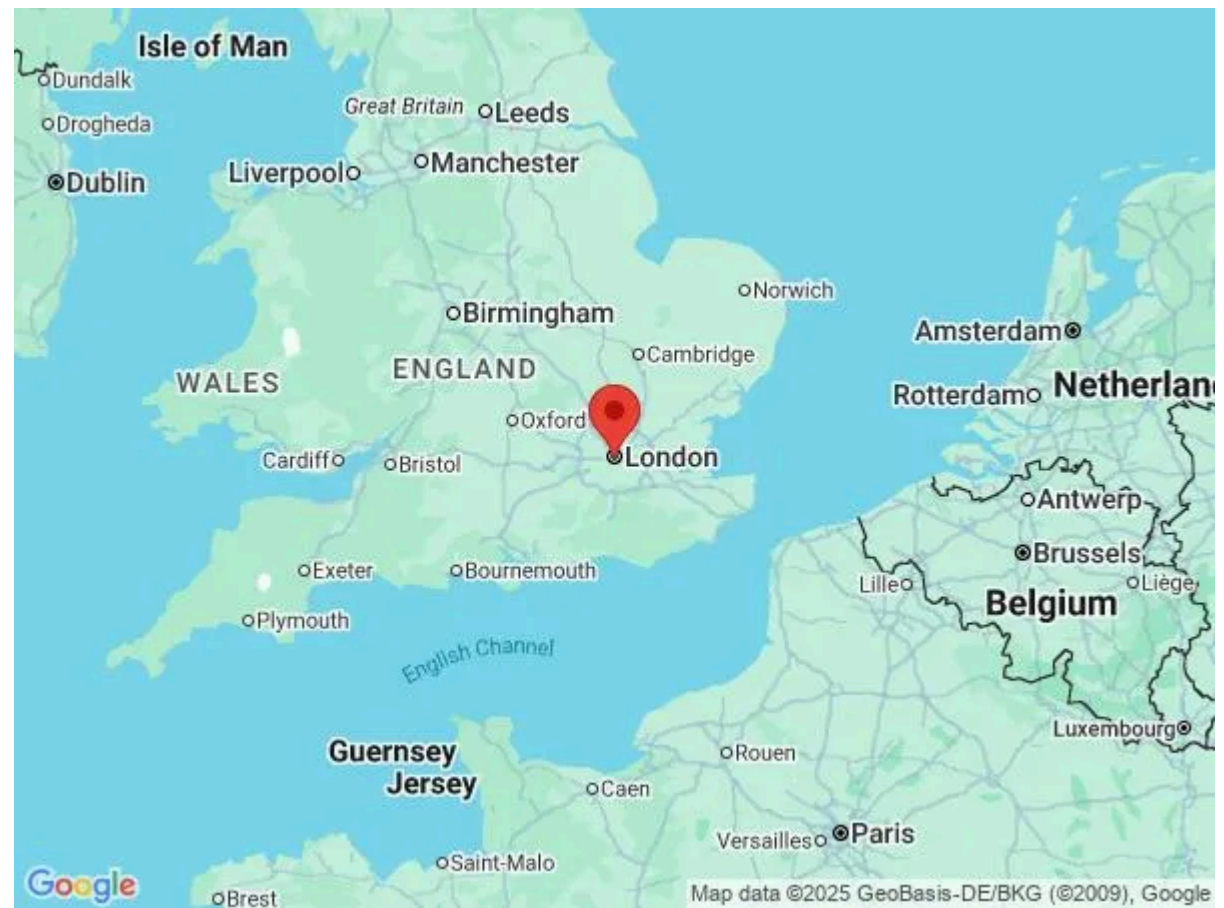 Isle of Man
Dundalk
Great Britain
Leeds
Drogheda
Manchester
Liverpool
Dublin
Norwich
Birmingham
Amsterdam
Cambridge
ENGLAND
WALES
Netherlan
Rotterdam
Oxford
London
Cardiff
Bristol
Antwerp
Brussels
Exeter
Bournemouth
Lille
Liège
Belgium
Plymouth
English Channel
Luxembourg
Guernsey
Jersey
Rouen
Caen
Paris
Versailles
Saint-Malo
Google
Brest
Map data ©2025 GeoBasis-DE/BKG (©2009), Google